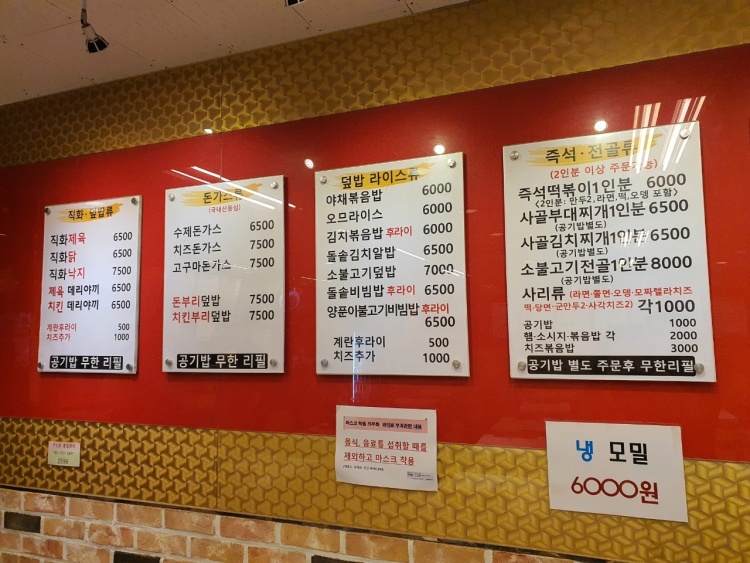 직화·덮밥류
직화제육 6500
직화닭 6500
직화낙지 7500
제육 데리야끼 6500
치킨 데리야끼 6500
계란후라이 500
치즈추가 1000
공기밥 무한 리필
돈가스류
(국내산등심)
수제돈가스 6500
치즈돈가스 7500
고구마돈가스 7500
돈부리덮밥 7500
치킨부리덮밥 7500
공기밥 무한 리필
덮밥 라이스류
야채볶음밥 6000
오므라이스 6000
김치볶음밥 후라이 6000
돌솥김치알밥 6500
소불고기덮밥 7000
돌솥비빔밥 후라이 6500
양푼이불고기비빔밥 후라이
6500
계란후라이 500
치즈추가 1000
즉석·전골류
(2인분 이상 주문가능)
즉석떡볶이1인분 6000
<2인분: 만두2,라면,떡,오뎅 포함>
사골부대찌개1인분 6500
(공기밥별도)
사골김치찌개1인분 6500
(공기밥별도)
소불고기전골1인분 8000
(공기밥별도)
사리류 (라면·쫄면·오뎅·모짜렐라치즈
떡·당면·군만두2·사각치즈2) 각1000
공기밥 1000
햄·소시지·볶음밥 각 2000
치즈볶음밥 3000
공기밥 별도 주문후 무한리필
마스크 착용 의무화
음식, 음료를 섭취할 때를
제외하고 마스크 착용
냉 모밀
6000원